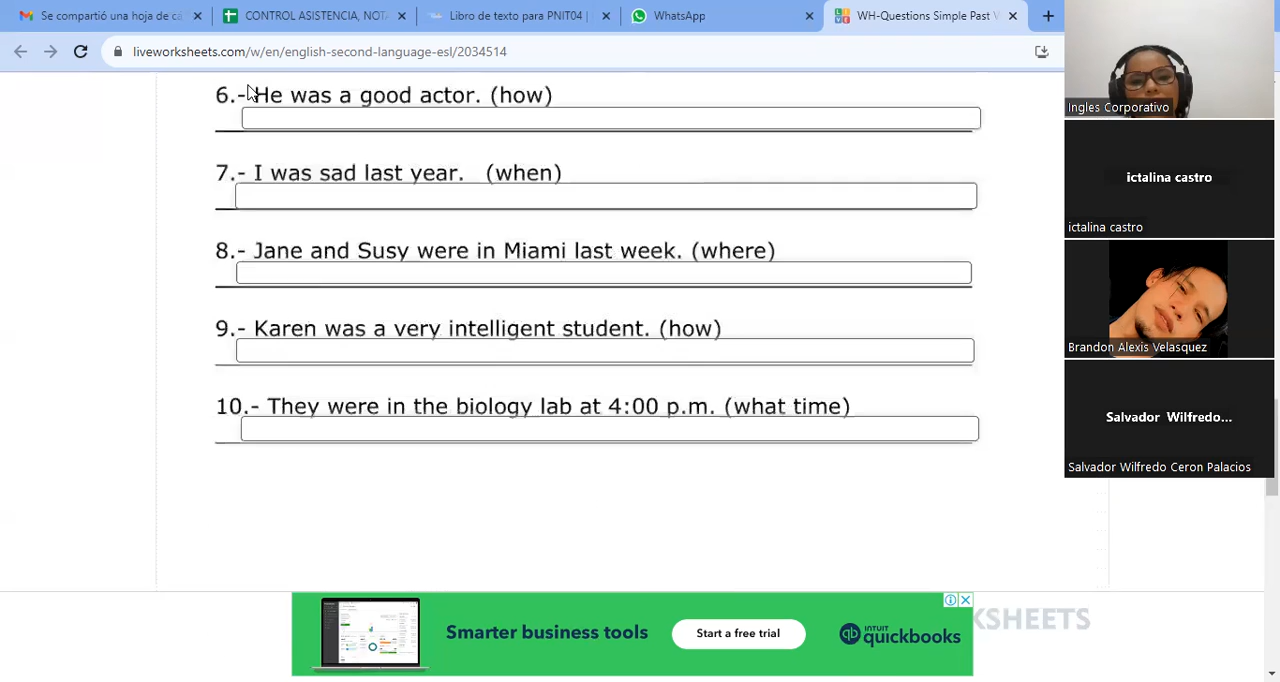 Se compartió una hoja de cá
CONTROL ASISTENCIA, NOTA
Libro de texto para PNIT04 |
WhatsApp
WH-Questions Simple Past W
liveworksheets.com/w/en/english-second-language-esl/2034514
6.- He was a good actor. (how)
7.- I was sad last year. (when)
8.- Jane and Susy were in Miami last week. (where)
9.- Karen was a very intelligent student. (how)
10.- They were in the biology lab at 4:00 p.m. (what time)
Ingles Corporativo
ictalina castro
ictalina castro
Brandon Alexis Velasquez
Salvador Wilfredo...
Salvador Wilfredo Ceron Palacios
KSHEETS
Smarter business tools
Start a free trial
qb INTUIT
quickbooks